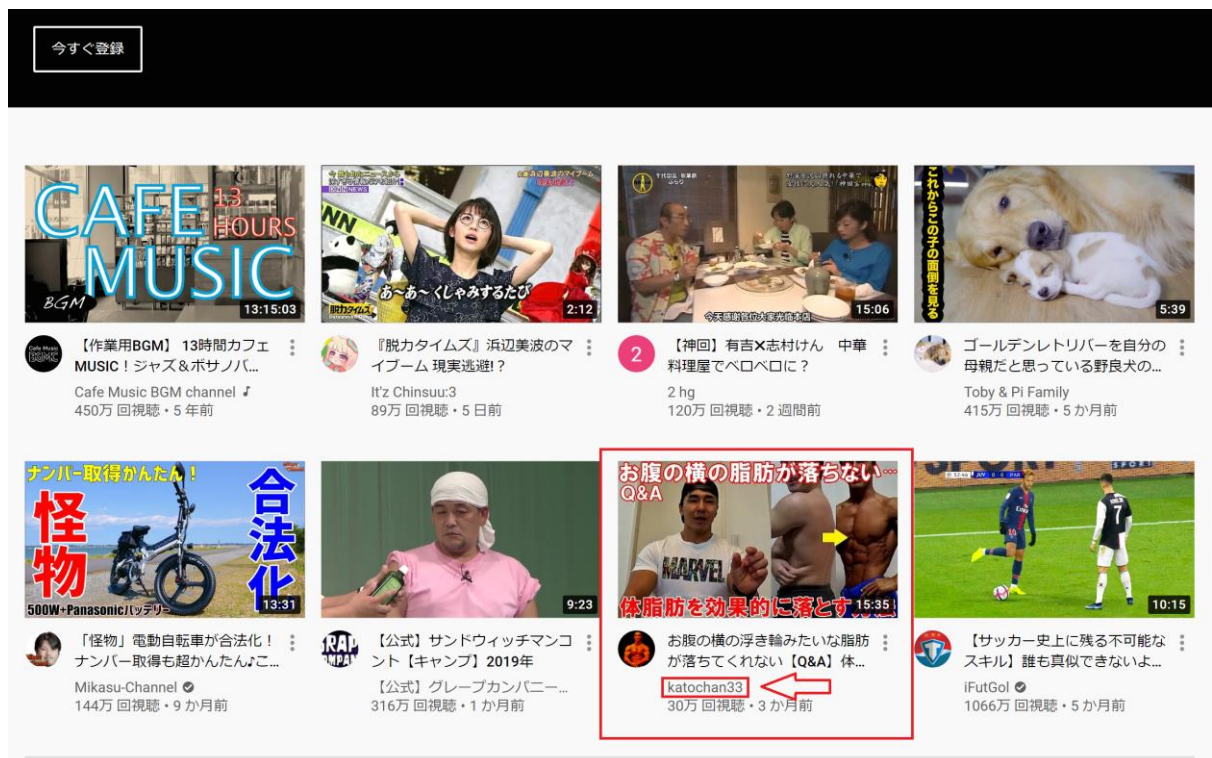 今すぐ登録
CAFE 13
HOURS
MUSIC
BGM
13:15:03
NEWS
あ~あ~くしゃみするたび
脱力タイムズ
2:12
今天感谢各位大家光临本店
15:06
これからこの子の面倒を見る
5:39
Cafe Music
BGMC
【作業用BGM】 13時間カフェ
MUSIC！ジャズ＆ボサノバ...
Cafe Music BGM channel ♪
450万 回視聴・5 年前
『脱力タイムズ』浜辺美波のマ
イブーム 現実逃避!？
It'z Chinsuu:3
89万 回視聴・5 日前
2
【神回】有吉✕志村けん 中華
料理屋でベロベロに？
2 hg
120万 回視聴・2 週間前
ゴールデンレトリバーを自分の
母親だと思っている野良犬の...
Toby & Pi Family
415万 回視聴・5 か月前
ナンバー取得かんたん！
怪物
合法化
500W+Panasonicバッテリー
13:31
9:23
お腹の横の脂肪が落ちない…
Q&A
MARVEL
体脂肪を効果的に落とす方法
15:35
10:15
「怪物」電動自転車が合法化！
ナンバー取得も超かんたん♪こ...
Mikasu-Channel
144万 回視聴・9 か月前
【公式】サンドウィッチマンコ
ント【キャンプ】2019年
【公式】グレープカンパニー...
316万 回視聴・1 か月前
お腹の横の浮き輪みたいな脂肪
が落ちてくれない【Q&A】体...
katochan33
30万 回視聴・3 か月前
【サッカー史上に残る不可能な
スキル】誰も真似できないよ...
iFutGol
1066万 回視聴・5 か月前